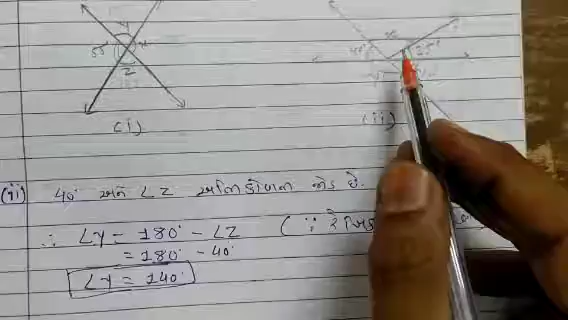 55° y x
z
40° x 25°
y
(i)
(ii)
(ii) 40° અને ∠Z અભિકોણની જોડ છે.
∴ ∠Y = 180° - ∠Z (∵ રૈખિક
= 180° - 40°
∠Y = 140°